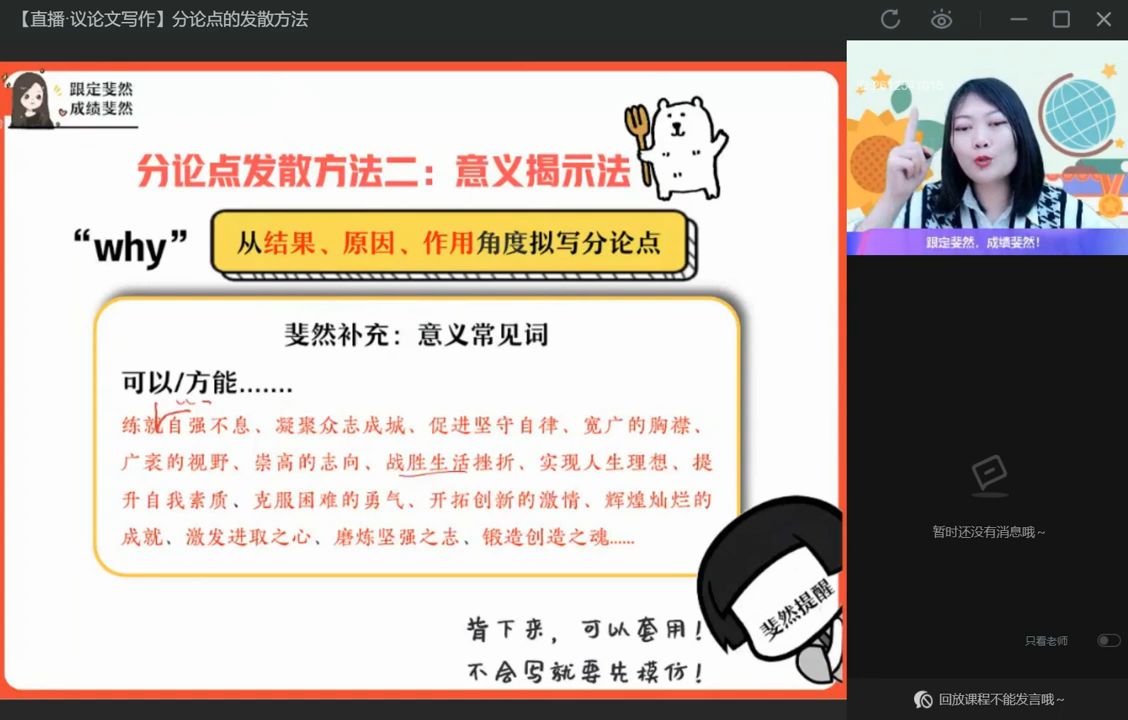 【直播·议论文写作】分论点的发散方法
跟定斐然
成绩斐然
分论点发散方法二：意义揭示法
“why”
从结果、原因、作用角度拟写分论点
斐然补充：意义常见词
可以/方能.......
练就自强不息、凝聚众志成城、促进坚守自律、宽广的胸襟、
广袤的视野、崇高的志向、战胜生活挫折、实现人生理想、提
升自我素质、克服困难的勇气、开拓创新的激情、辉煌灿烂的
成就、激发进取之心、磨炼坚强之志、锻造创造之魂......
斐然提醒
背下来，可以套用！
不会写就要先模仿！
跟定斐然，成绩斐然！
暂时还没有消息哦～
只看老师
回放课程不能发言哦～